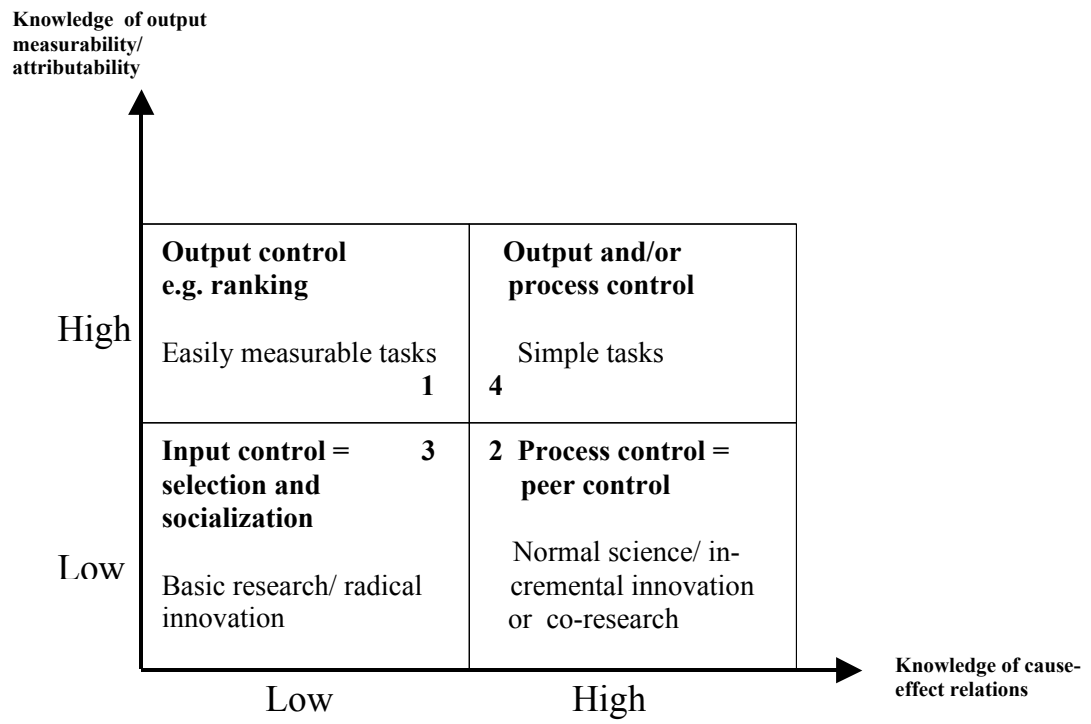 Knowledge of output
measurability/
attributability
High
Output control
e.g. ranking
Easily measurable tasks
1
Output and/or
process control
Simple tasks
4
Low
Input control =
3
selection and
socialization
Basic research/ radical
innovation
2 Process control =
peer control
Normal science/ in-
cremental innovation
or co-research
Low
High
Knowledge of cause-
effect relations